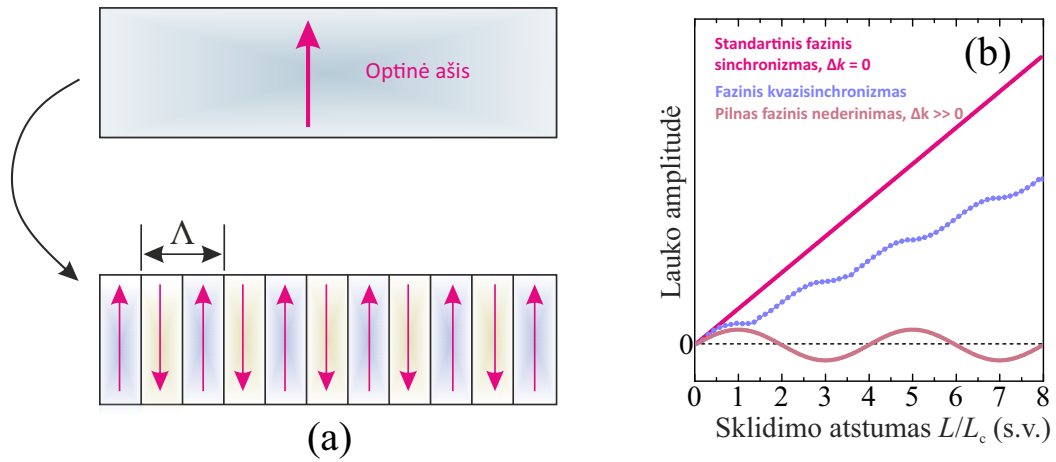 Optinė ašis
Λ
(a)
(b)
Standartinis fazinis
sinchronizmas, Δk = 0
Fazinis kvazisinchronizmas
Pilnas fazinis nederinimas, Δk >> 0
Lauko amplitudė
0
0 1 2 3 4 5 6 7 8
Sklidimo atstumas L/Lc (s.v.)